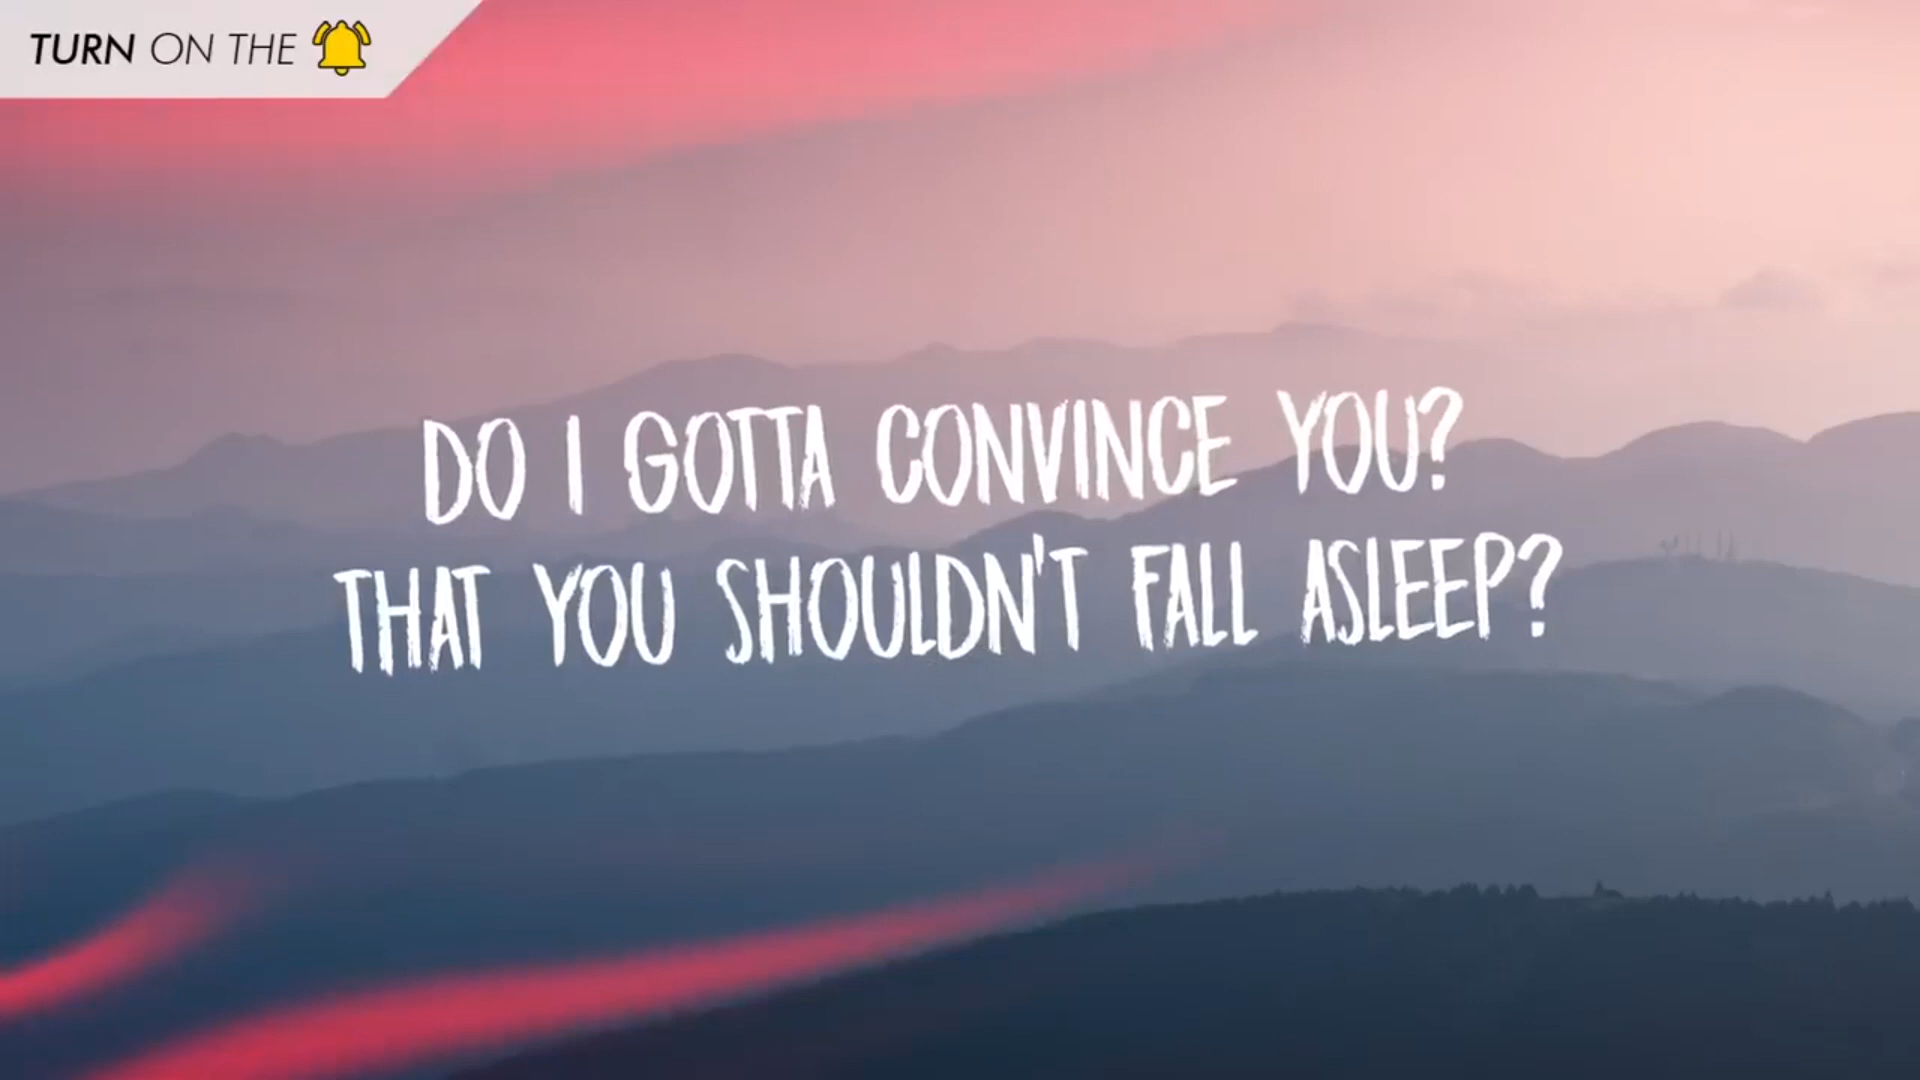 TURN ON THE
DO I GOTTA CONVINCE YOU?
THAT YOU SHOULDN'T FALL ASLEEP?